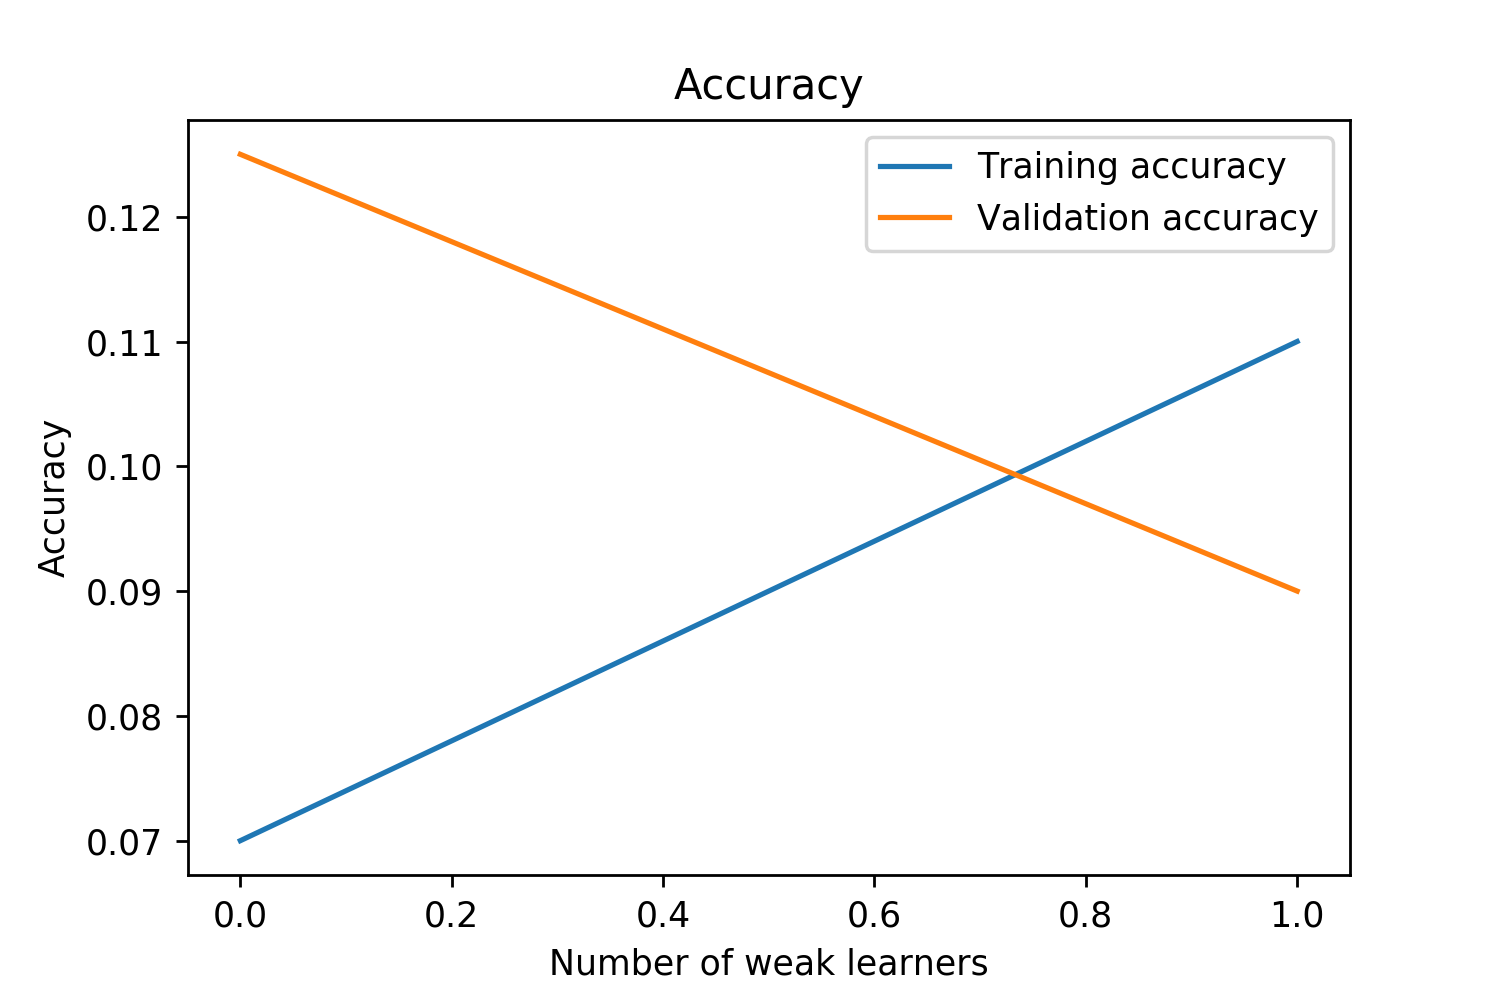 Accuracy
Training accuracy
Validation accuracy
0.12
0.11
0.10
0.09
0.08
0.07
Accuracy
0.0 0.2 0.4 0.6 0.8 1.0
Number of weak learners